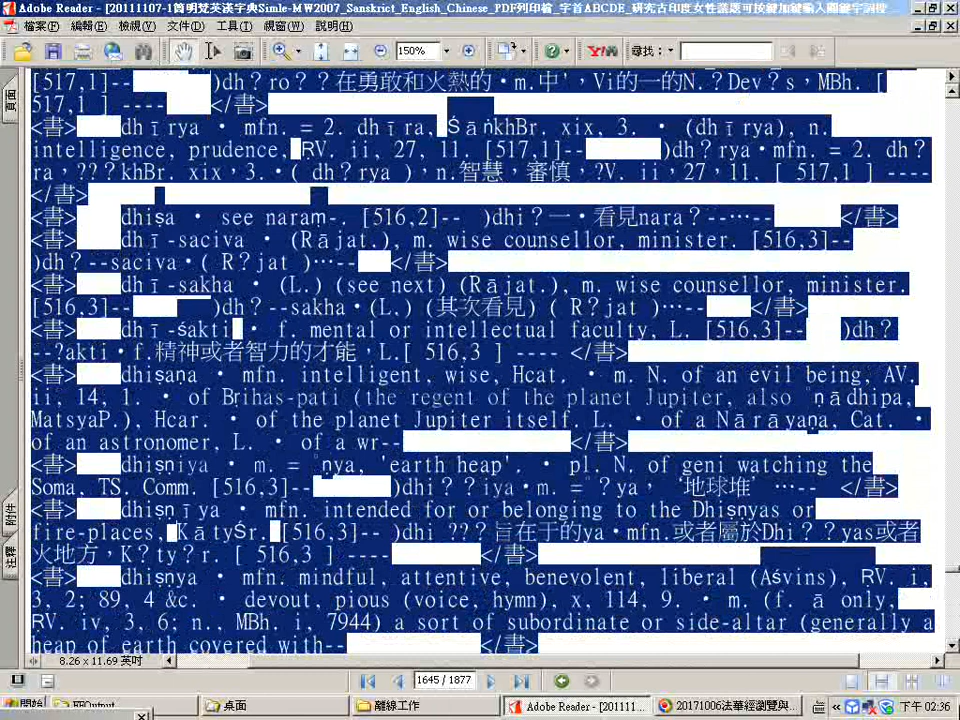 Adobe Reader - [20111107-1簡明梵英漢字典Simle-MW2007_Sanskrit_English_Chinese_PDF列印檔_字首ABCDE_研究古印度女性議題可按
檔案(F) 編輯(E) 檢視(V) 文件(D) 工具(T) 視窗(W) 說明(H)
150% 尋找：
頁面
附件
注釋
[517,1]-- )dh？ro？？在勇敢和火熱的‧m.中', Vi的一的N.？Dev？s，MBh. [
517,1 ] ---- </書>
<書> dhīrya ‧ mfn. = 2. dhīra, ŚāṅkhBr. xix, 3. ‧ (dhīrya), n.
intelligence, prudence, RV. ii, 27, 11. [517,1]-- )dh？rya‧mfn. = 2. dh？
ra，???khBr. xix，3.‧( dh？rya )，n.智慧，審慎，?V. ii，27，11. [ 517,1 ] ----
</書>
<書> dhiṣa ‧ see naraṃ-. [516,2]-- )dhi？一‧看見nara？--…-- </書>
<書> dhī-saciva ‧ (Rājat.), m. wise counsellor, minister. [516,3]--
)dh？--saciva‧( R？jat )…-- </書>
<書> dhī-sakha ‧ (L.) (see next) (Rājat.), m. wise counsellor, minister.
[516,3]-- )dh？--sakha‧(L.) (其次看見) ( R？jat )…-- </書>
<書> dhī-śakti ‧ f. mental or intellectual faculty, L. [516,3]-- )dh？
--?akti‧f.精神或者智力的才能，L.[ 516,3 ] ---- </書>
<書> dhiṣaṇa ‧ mfn. intelligent, wise, Hcat. ‧ m. N. of an evil being, AV.
ii, 14, 1. ‧ of Brihas-pati (the regent of the planet Jupiter, also °ṇādhipa,
MatsyaP.), Hcar. ‧ of the planet Jupiter itself. L. ‧ of a Nārāyaṇa, Cat. ‧
of an astronomer, L. ‧ of a wr-- </書>
<書> dhiṣṇiya ‧ m. = °ṇya, 'earth heap'. ‧ pl. N. of geni watching the
Soma, TS. Comm. [516,3]-- )dhi？？iya‧m. =°？ya，‘地球堆’…-- </書>
<書> dhiṣṇīya ‧ mfn. intended for or belonging to the Dhiṣṇyas or
fire-places, KātyŚr. [516,3]-- )dhi ???旨在于的ya‧mfn.或者屬於Dhi？？yas或者
火地方，K？ty？r. [ 516,3 ] ---- </書>
<書> dhiṣṇya ‧ mfn. mindful, attentive, benevolent, liberal (Aśvins), RV. i,
3, 2; 89, 4 &c. ‧ devout, pious (voice, hymn), x, 114, 9. ‧ m. (f. ā only,
RV. iv, 3, 6; n., MBh. i, 7944) a sort of subordinate or side-altar (generally a
heap of earth covered with-- </書>
8.26 x 11.69 英吋
1645 / 1877
開始 FFOutput 桌面 離線工作 Adobe Reader - [201111... 20171006法華經瀏覽與... 下午 02:36